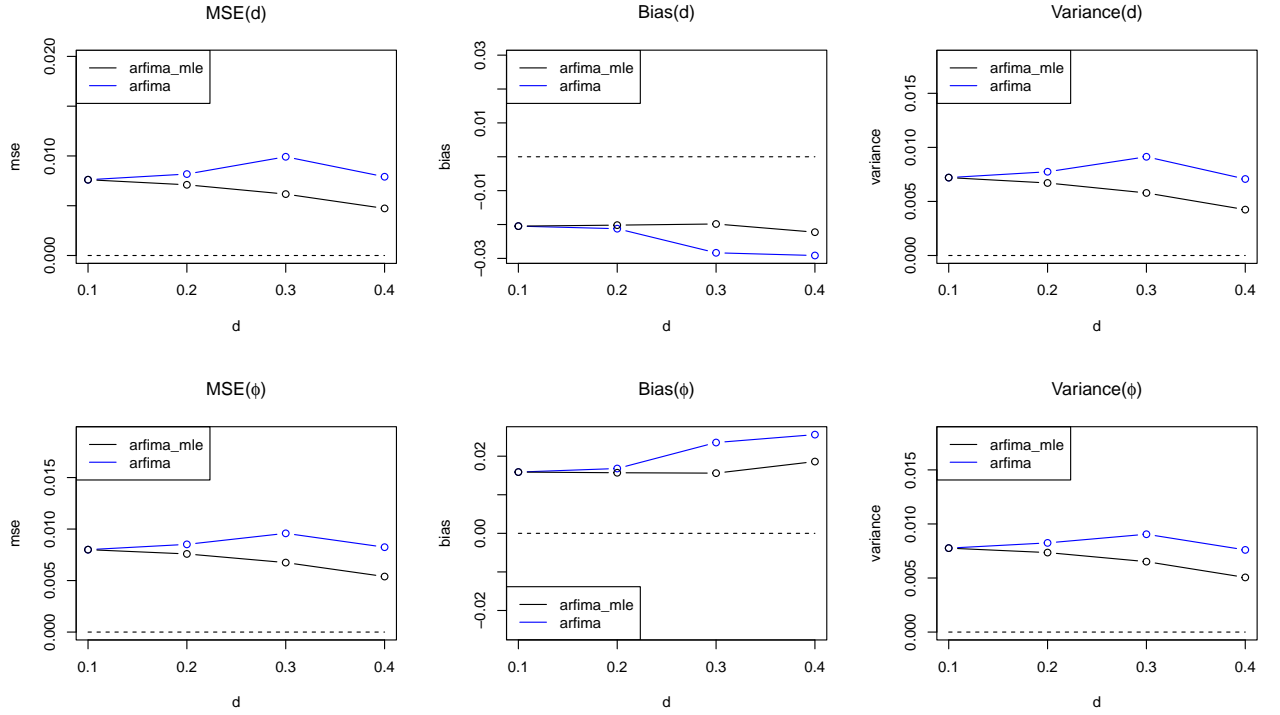 MSE(d)
mse
0.000
0.010
0.020
arfima_mle
arfima
0.1 0.2 0.3 0.4
d
Bias(d)
bias
−0.03
−0.01
0.01
0.03
arfima_mle
arfima
0.1 0.2 0.3 0.4
d
Variance(d)
variance
0.000
0.005
0.010
0.015
arfima_mle
arfima
0.1 0.2 0.3 0.4
d
MSE(ϕ)
mse
0.000
0.005
0.010
0.015
arfima_mle
arfima
0.1 0.2 0.3 0.4
d
Bias(ϕ)
bias
−0.02
0.00
0.02
arfima_mle
arfima
0.1 0.2 0.3 0.4
d
Variance(ϕ)
variance
0.000
0.005
0.010
0.015
arfima_mle
arfima
0.1 0.2 0.3 0.4
d